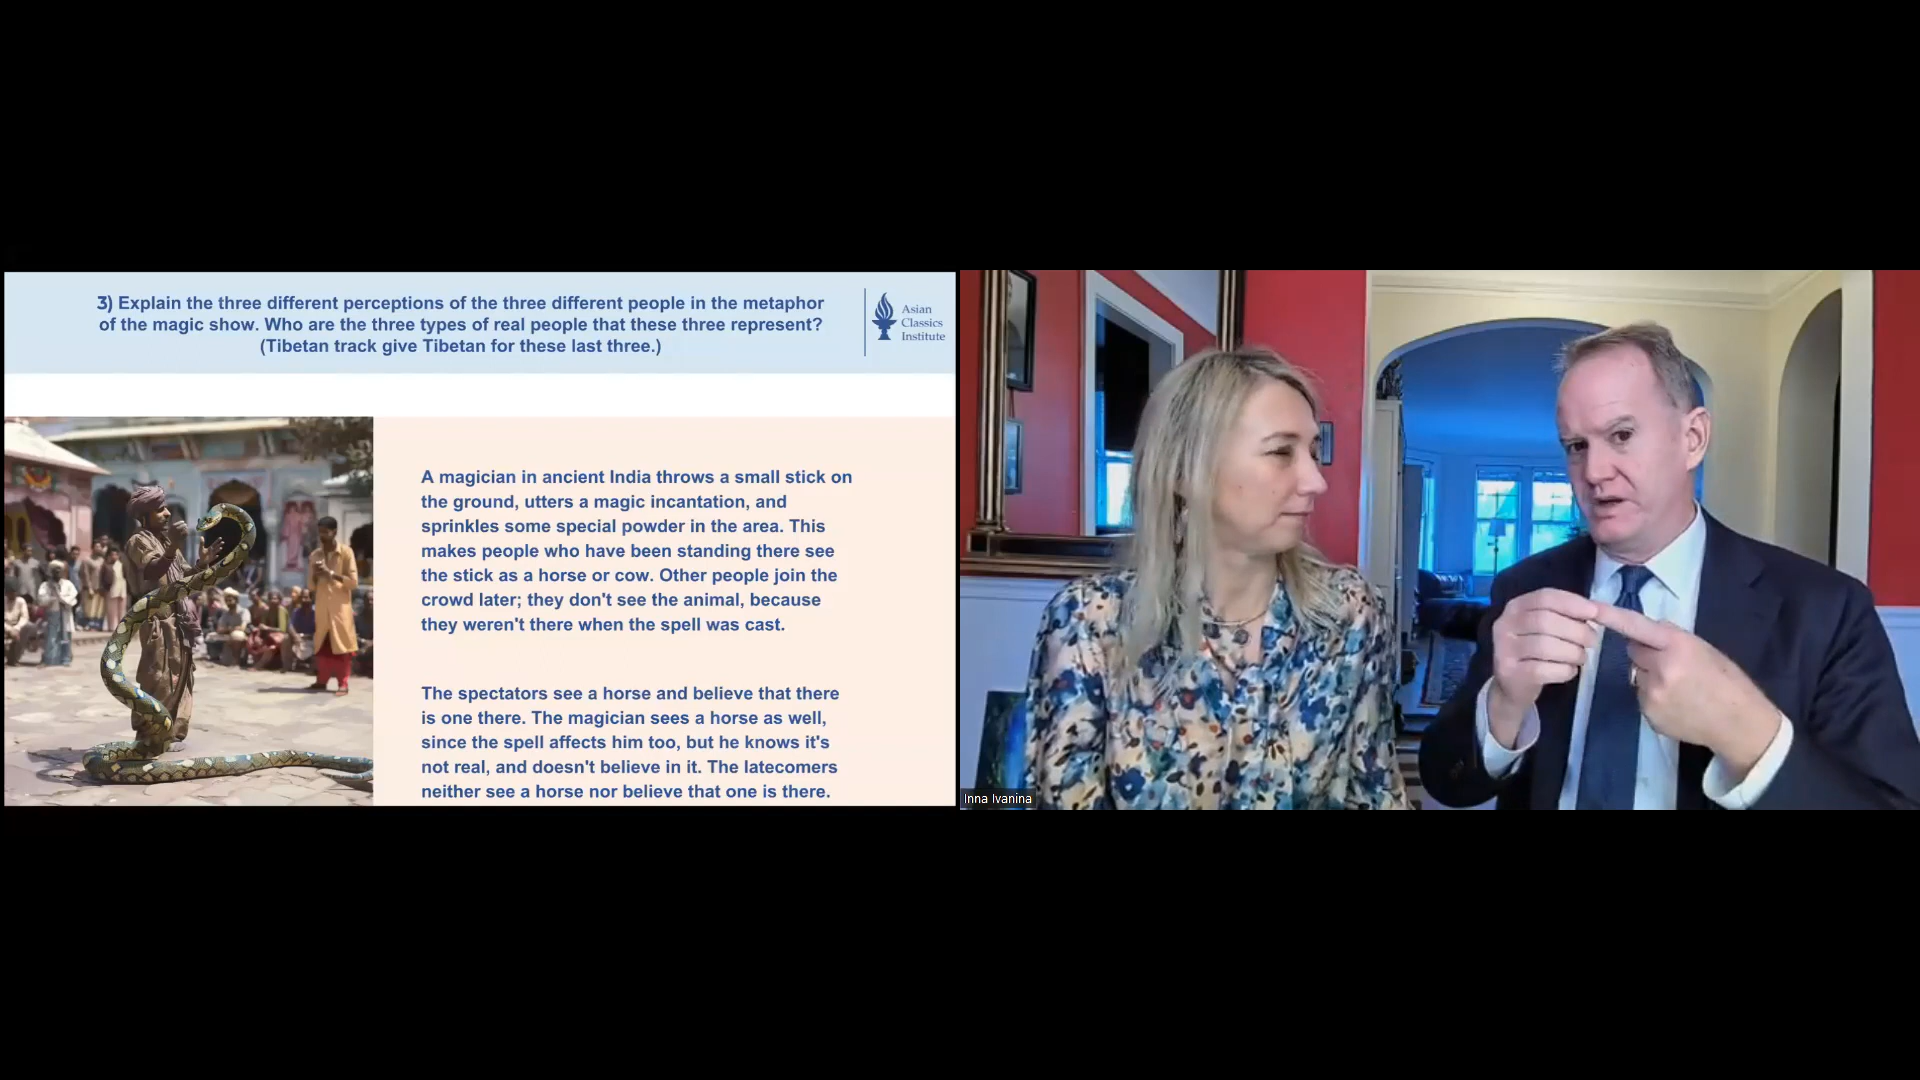 3) Explain the three different perceptions of the three different people in the metaphor
of the magic show. Who are the three types of real people that these three represent?
(Tibetan track give Tibetan for these last three.)
Asian
Classics
Institute
A magician in ancient India throws a small stick on
the ground, utters a magic incantation, and
sprinkles some special powder in the area. This
makes people who have been standing there see
the stick as a horse or cow. Other people join the
crowd later; they don't see the animal, because
they weren't there when the spell was cast.
The spectators see a horse and believe that there
is one there. The magician sees a horse as well,
since the spell affects him too, but he knows it's
not real, and doesn't believe in it. The latecomers
neither see a horse nor believe that one is there.
Inna Ivanina